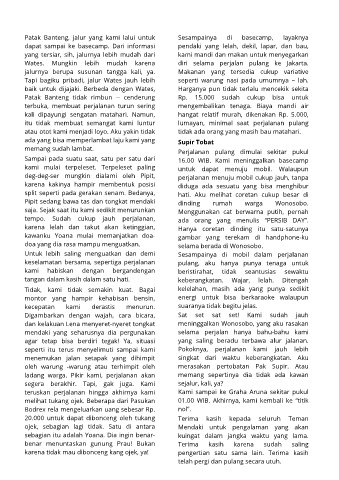 Patak Banteng, jalur yang kami lalui untuk
dapat sampai ke basecamp. Dari informasi
yang tersiar, sih, jalurnya lebih mudah dari
Wates. Mungkin lebih mudah karena
jalurnya berupa susunan tangga kali, ya.
Tapi bagiku pribadi, jalur Wates jauh lebih
baik untuk dijajaki. Berbeda dengan Wates,
Patak Banteng tidak rimbun -- cenderung
terbuka, membuat perjalanan turun sering
kali dipayungi sengatan matahari. Namun,
itu tidak membuat semangat kami luntur
atau otot kami menjadi loyo. Aku yakin tidak
ada yang bisa memperlambat laju kami yang
memang sudah lambat.
Sampai pada suatu saat, satu per satu dari
kami mulai terpeleset. Terpeleset paling
deg-deg-ser mungkin dialami oleh Pipit,
karena kakinya hampir membentuk posisi
split seperti pada gerakan senam. Bedanya,
Pipit sedang bawa tas dan tongkat mendaki
saja. Sejak saat itu kami sedikit menurunkan
tempo. Sudah cukup jauh perjalanan,
karena lelah dan takut akan ketinggian,
kawanku Yoana mulai memanjatkan doa-
doa yang dia rasa mampu menguatkan.
Untuk lebih saling menguatkan dan demi
keselamatan bersama, sepertiga perjalanan
kami habiskan dengan bergandengan
tangan dalam kasih dalam satu hati.
Tidak, kami tidak semakin kuat. Bagai
montor yang hampir kehabisan bensin,
kecepatan kami derastis menurun.
Digambarkan dengan wajah, cara bicara,
dan kelakuan Lena menyeret-nyeret tongkat
mendaki yang seharusnya dia pergunakan
agar tetap bisa berdiri tegak! Ya, situasi
seperti itu terus menyelimuti sampai kami
menemukan jalan setapak yang dihimpit
oleh warung -warung atau terhimpit oleh
ladang warga. Pikir kami, perjalanan akan
segera berakhir. Tapi, gak juga. Kami
teruskan perjalanan hingga akhirnya kami
melihat tukang ojek. Beberapa dari Pasukan
Bodrex rela mengeluarkan uang sebesar Rp.
20.000 untuk dapat dibonceng oleh tukang
ojek, sebagian lagi tidak. Satu di antara
sebagian itu adalah Yoana. Dia ingin benar-
benar menuntaskan gunung Prau! Bukan
karena tidak mau dibonceng kang ojek, ya!
Sesampainya di basecamp, layaknya
pendaki yang lelah, dekil, lapar, dan bau,
kami mandi dan makan untuk menyegarkan
diri selama perjalan pulang ke Jakarta.
Makanan yang tersedia cukup variative
seperti warung nasi pada umumnya – lah.
Harganya pun tidak terlalu mencekik sekita
Rp. 15.000 sudah cukup bisa untuk
mengembalikan tenaga. Biaya mandi air
hangat relatif murah, dikenakan Rp. 5.000,
lumayan, minimal saat perjalanan pulang
tidak ada orang yang masih bau matahari.
Supir Tobat
Perjalanan pulang dimulai sekitar pukul
16.00 WIB. Kami meninggalkan basecamp
untuk dapat menuju mobil. Walaupun
perjalanan menuju mobil cukup jauh, tanpa
diduga ada sesuatu yang bisa menghibur
hati. Aku melihat coretan cukup besar di
dinding rumah warga Wonosobo.
Menggunakan cat berwarna putih, pernah
ada orang yang menulis "PERSIB DAY".
Hanya coretan dinding itu satu-satunya
gambar yang terekam di handphone-ku
selama berada di Wonosobo.
Sesampainya di mobil dalam perjalanan
pulang, aku hanya punya tenaga untuk
beristirahat, tidak seantusias sewaktu
keberangkatan. Wajar, lelah. Ditengah
kelelahan, masih ada yang punya sedikit
energi untuk bisa berkaraoke walaupun
suaranya tidak begitu jelas.
Sat set sat set! Kami sudah jauh
meninggalkan Wonosobo, yang aku rasakan
selama perjalan hanya bahu-bahu kami
yang saling beradu terbawa alur jalanan.
Pokoknya, perjalanan kami jauh lebih
singkat dari waktu keberangkatan. Aku
merasakan pertobatan Pak Supir. Atau
memang sepertinya dia tidak ada kawan
sejalur, kali, ya?
Kami sampai ke Graha Aruna sekitar pukul
01.00 WIB. Akhirnya, kami kembali ke "titik
nol".
Terima kasih kepada seluruh Teman
Mendaki untuk pengalaman yang akan
kuingat dalam jangka waktu yang lama.
Terima kasih karena sudah saling
pengertian satu sama lain. Terima kasih
telah pergi dan pulang secara utuh.